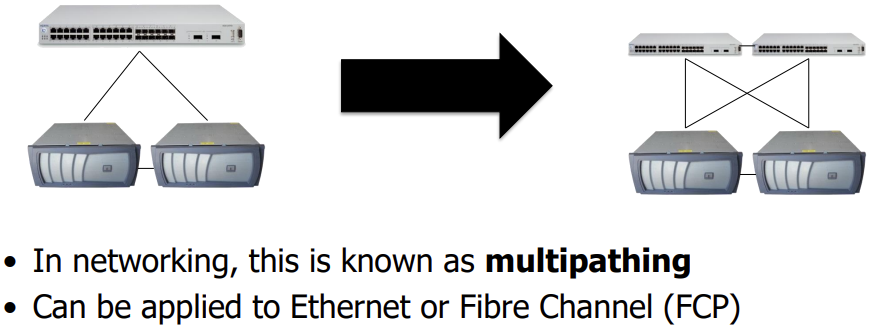 • In networking, this is known as multipathing
• Can be applied to Ethernet or Fibre Channel (FCP)